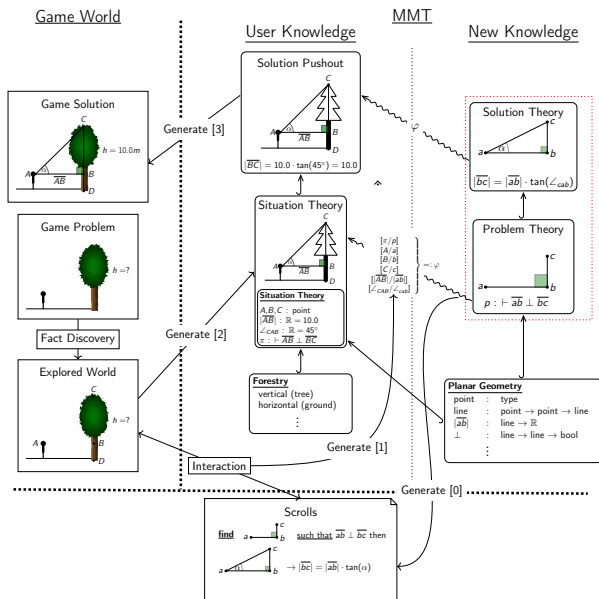 Game World
MMT
User Knowledge
New Knowledge
Game Solution
C
h = 10.0m
A
α
B
AB
D
Game Problem
h =?
Fact Discovery
Explored World
C
h =?
A
B
D
Generate [3]
Generate [2]
Solution Pushout
C
A
α
B
AB
D
|BC| = 10.0 · tan(45°) = 10.0
Situation Theory
C
A
α
B
AB
D
Situation Theory
A,B,C : point
|AB| : ℝ = 10.0
∠CAB : ℝ = 45°
π : ⊢ AB ⊥ BC
Forestry
vertical (tree)
horizontal (ground)
⋮
φ
[π/p]
[A/a]
[B/b]
[C/c]
[|AB|/|ab|]
[∠CAB/∠cab]
=: φ
Solution Theory
c
a
α
b
|bc| = |ab| · tan(∠cab)
Problem Theory
c
a
b
p : ⊢ ab ⊥ bc
Planar Geometry
point : type
line : point → point → line
|ab| : line → ℝ
⊥ : line → line → bool
⋮
Generate [1]
Interaction
Generate [0]
Scrolls
find a b c such that ab ⊥ bc then
c
a
α
b
→ |bc| = |ab| · tan(α)